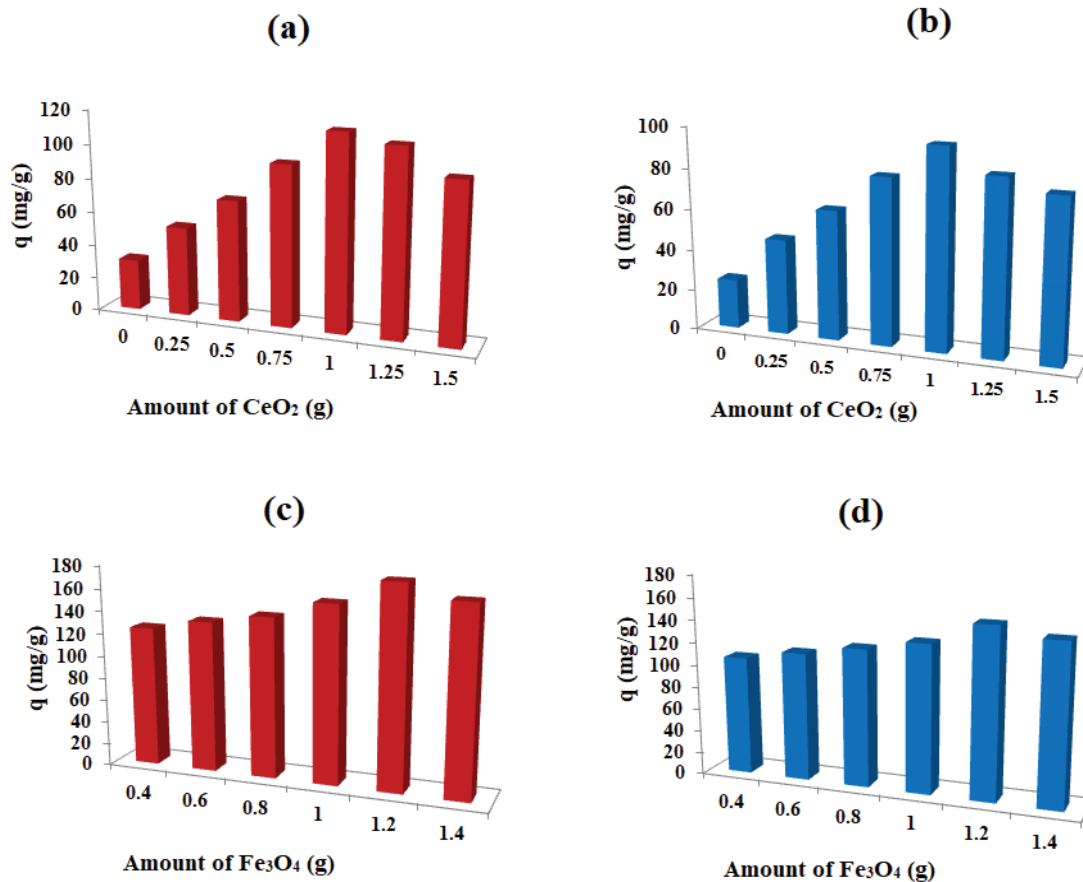 (a)
120
100
80
60
40
20
0
q (mg/g)
0 0.25 0.5 0.75 1 1.25 1.5
Amount of CeO₂ (g)
(b)
100
80
60
40
20
0
q (mg/g)
0 0.25 0.5 0.75 1 1.25 1.5
Amount of CeO₂ (g)
(c)
180
160
140
120
100
80
60
40
20
0
q (mg/g)
0.4 0.6 0.8 1 1.2 1.4
Amount of Fe₃O₄ (g)
(d)
180
160
140
120
100
80
60
40
20
0
q (mg/g)
0.4 0.6 0.8 1 1.2 1.4
Amount of Fe₃O₄ (g)